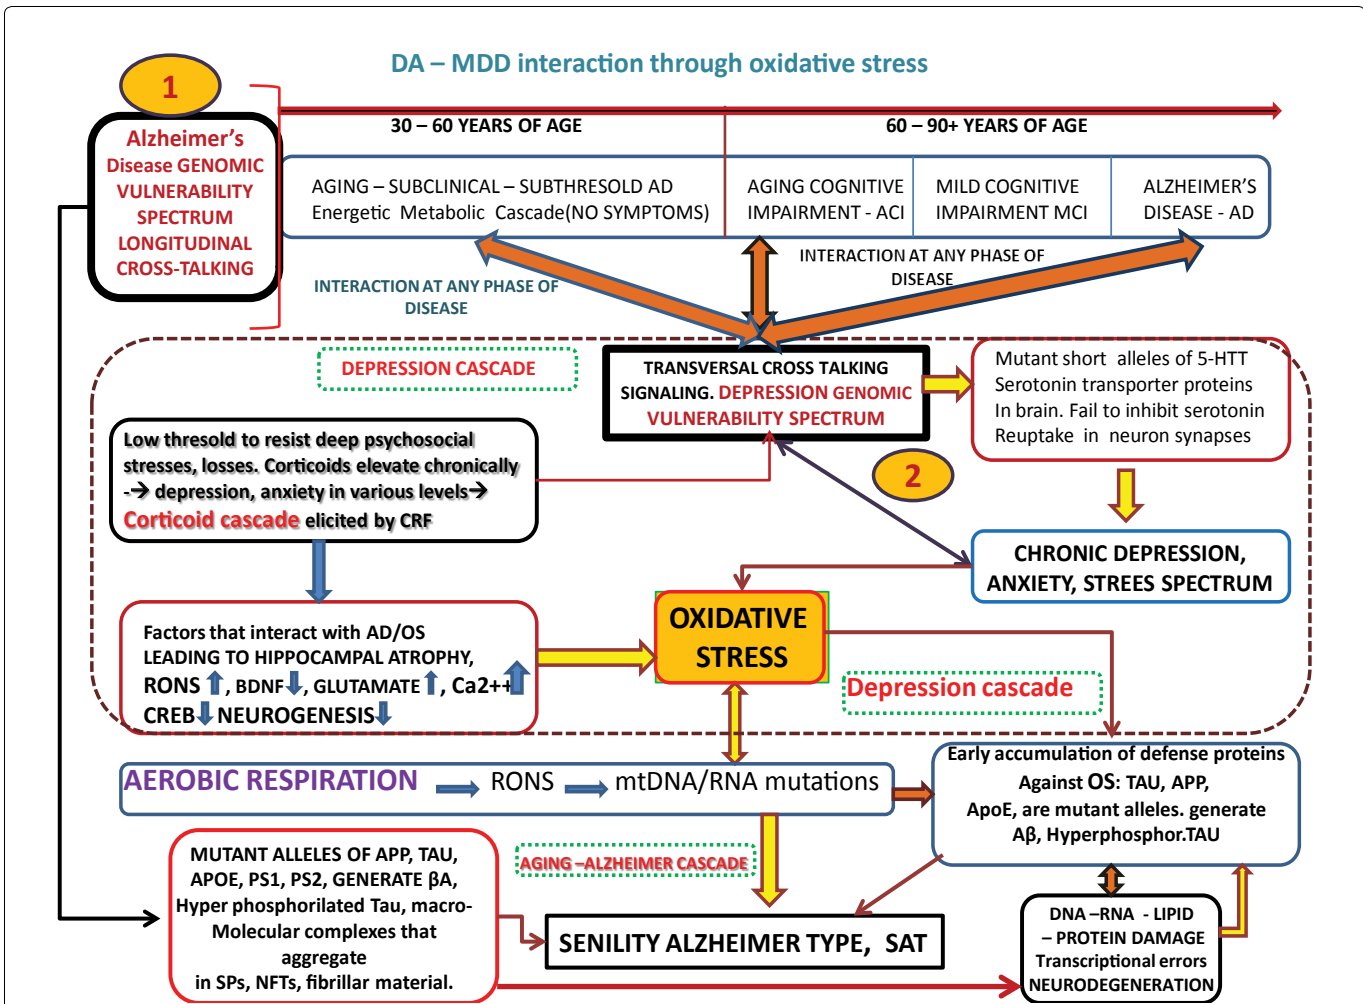 DA – MDD interaction through oxidative stress
1
Alzheimer's
Disease GENOMIC
VULNERABILITY
SPECTRUM
LONGITUDINAL
CROSS-TALKING
30 – 60 YEARS OF AGE
60 – 90+ YEARS OF AGE
AGING – SUBCLINICAL – SUBTHRESOLD AD
Energetic Metabolic Cascade(NO SYMPTOMS)
AGING COGNITIVE
IMPAIRMENT - ACI
MILD COGNITIVE
IMPAIRMENT MCI
ALZHEIMER'S
DISEASE - AD
INTERACTION AT ANY PHASE OF
DISEASE
INTERACTION AT ANY PHASE OF
DISEASE
DEPRESSION CASCADE
TRANSVERSAL CROSS TALKING
SIGNALING. DEPRESSION GENOMIC
VULNERABILITY SPECTRUM
Mutant short alleles of 5-HTT
Serotonin transporter proteins
In brain. Fail to inhibit serotonin
Reuptake in neuron synapses
Low thresold to resist deep psychosocial
stresses, losses. Corticoids elevate chronically
-→ depression, anxiety in various levels→
Corticoid cascade elicited by CRF
2
CHRONIC DEPRESSION,
ANXIETY, STREES SPECTRUM
OXIDATIVE
STRESS
Factors that interact with AD/OS
LEADING TO HIPPOCAMPAL ATROPHY,
RONS ↑, BDNF ↓, GLUTAMATE ↑, Ca2++ ↑
CREB ↓ NEUROGENESIS ↓
Depression cascade
AEROBIC RESPIRATION → RONS → mtDNA/RNA mutations
Early accumulation of defense proteins
Against OS: TAU, APP,
ApoE, are mutant alleles. generate
Aβ, Hyperphosphor.TAU
MUTANT ALLELES OF APP, TAU,
APOE, PS1, PS2, GENERATE βA,
Hyper phosphorilated Tau, macro-
Molecular complexes that
aggregate
in SPs, NFTs, fibrillar material.
AGING –ALZHEIMER CASCADE
SENILITY ALZHEIMER TYPE, SAT
DNA –RNA - LIPID
– PROTEIN DAMAGE
Transcriptional errors
NEURODEGENERATION